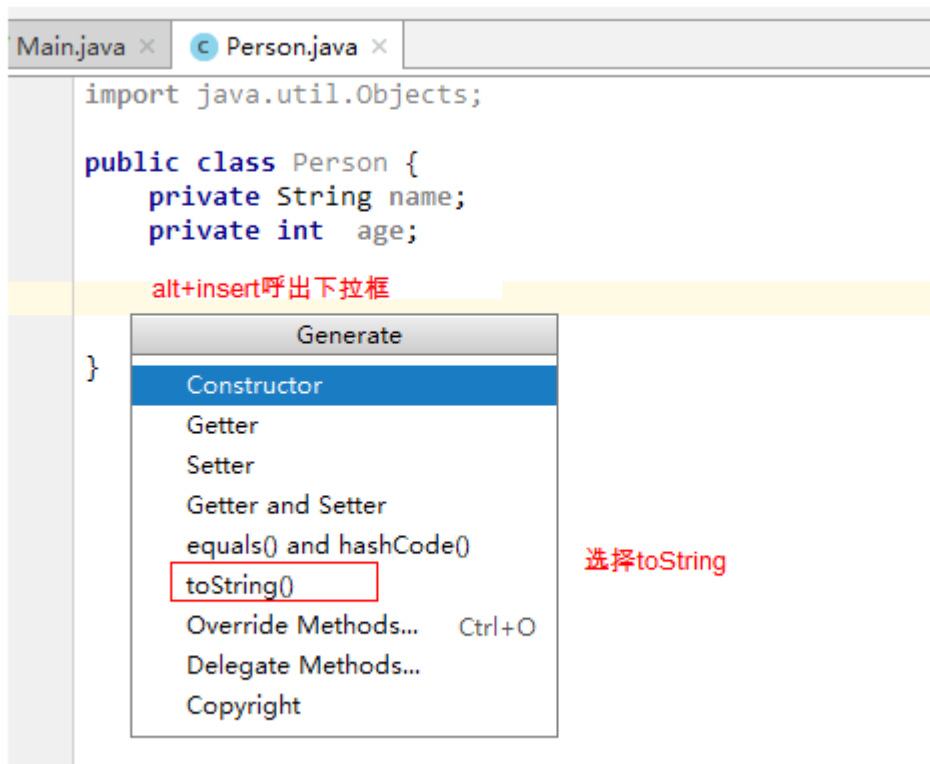 Main.java
Person.java
import java.util.Objects;
public class Person {
private String name;
private int  age;
alt+insert呼出下拉框
Generate
}
Constructor
Getter
Setter
Getter and Setter
equals() and hashCode()
选择toString
toString()
Override Methods... Ctrl+O
Delegate Methods...
Copyright